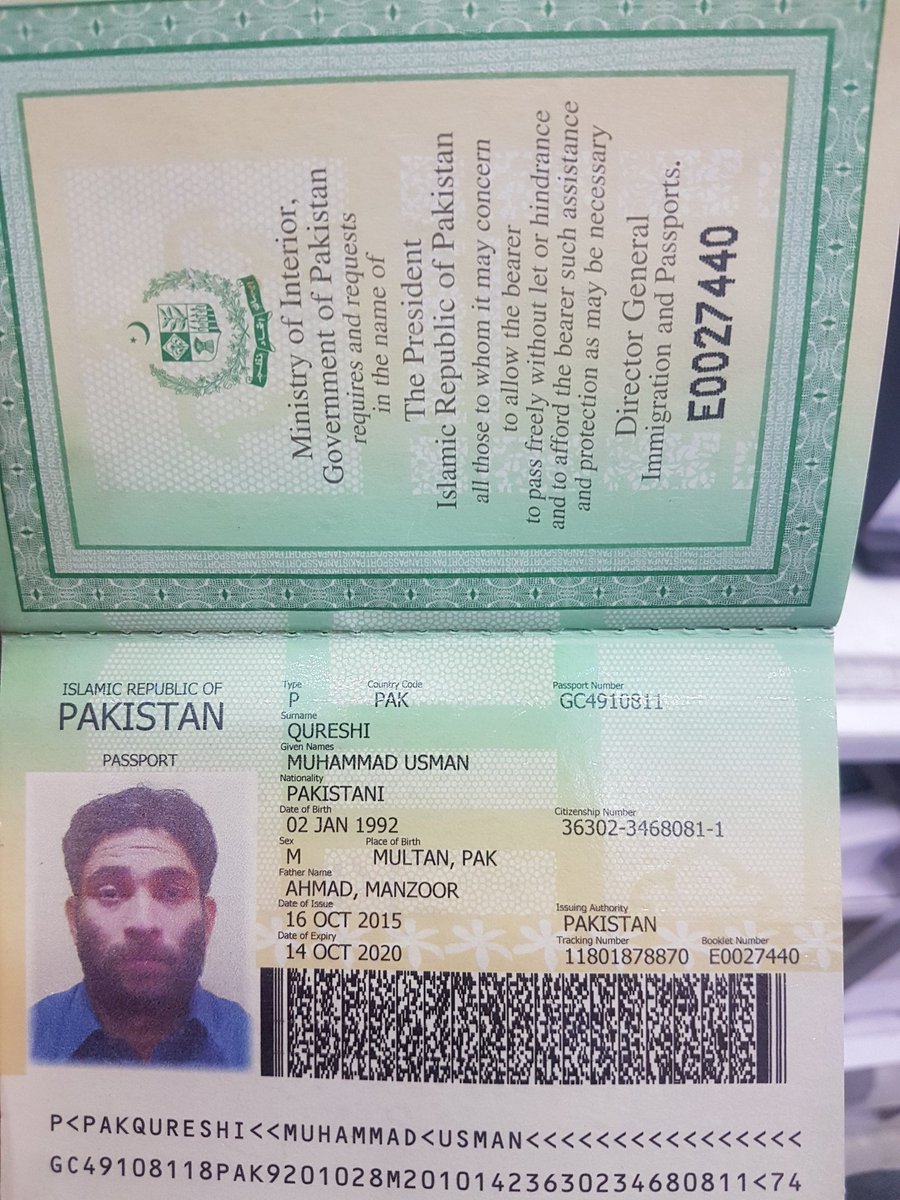 Ministry of Interior,
Government of Pakistan
requires and requests
in the name of
The President
Islamic Republic of Pakistan
all those to whom it may concern
to allow the bearer
to pass freely without let or hindrance
and to afford the bearer such assistance
and protection as may be necessary
Director General
Immigration and Passports.
E0027440
ISLAMIC REPUBLIC OF
PAKISTAN
PASSPORT
Type Country Code Passport Number
P PAK GC4910811
Surname
QURESHI
Given Names
MUHAMMAD USMAN
Nationality
PAKISTANI
Date of Birth Citizenship Number
02 JAN 1992 36302-3468081-1
Sex Place of Birth
M MULTAN, PAK
Father Name
AHMAD, MANZOOR
Date of Issue Issuing Authority
16 OCT 2015 PAKISTAN
Date of Expiry Tracking Number Booklet Number
14 OCT 2020 11801878870 E0027440
P<PAKQURESHI<<MUHAMMAD<USMAN<<<<<<<<<<<<<<<<
GC49108118PAK9201028M20101423630234680811<74